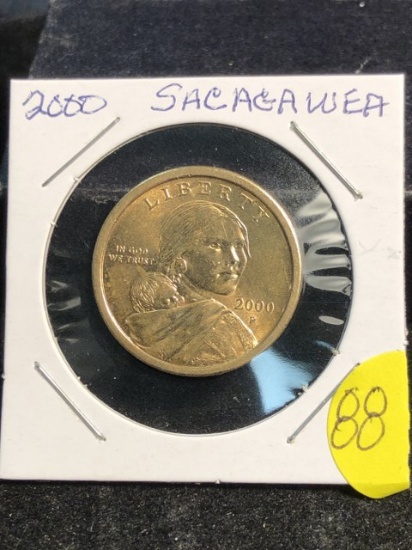 2000 SACAGAWEA
LIBERTY
IN GOD
WE TRUST
2000
P
88